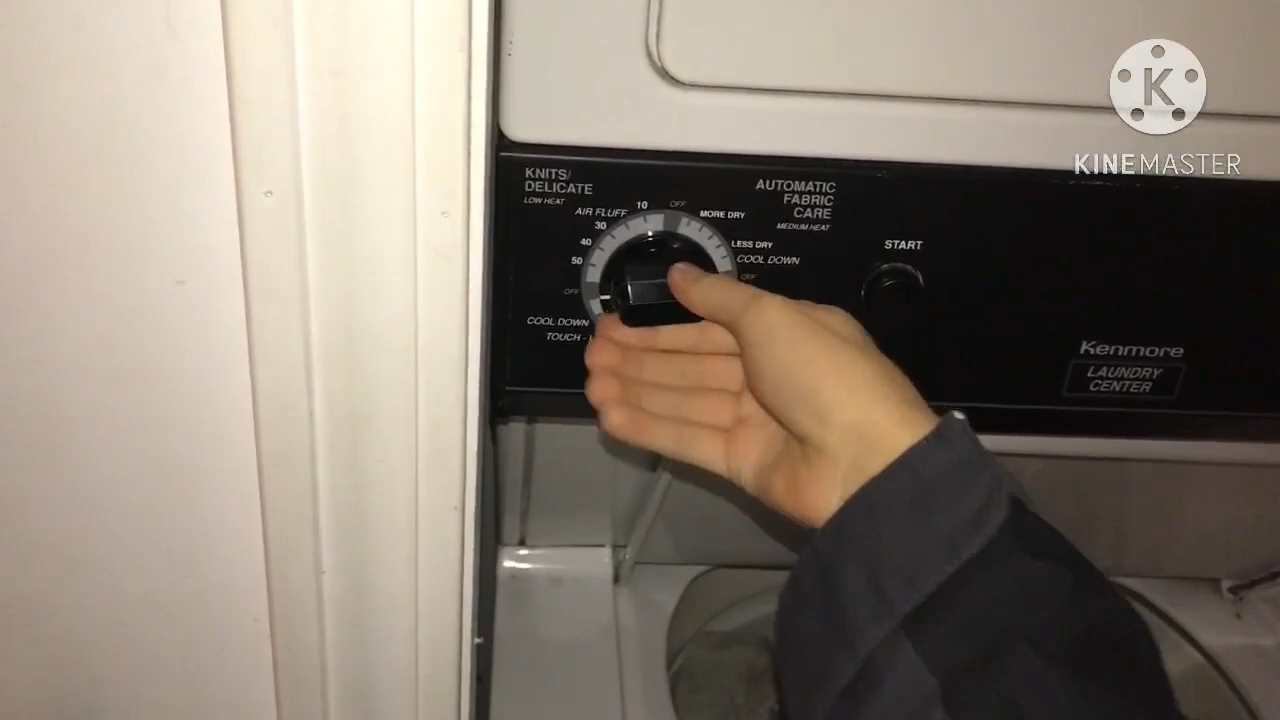 K
KINEMASTER
KNITS/
DELICATE
LOW HEAT
AIR FLUFF
10
OFF
30
40
50
OFF
COOL DOWN
TOUCH -
AUTOMATIC
FABRIC
CARE
MEDIUM HEAT
MORE DRY
LESS DRY
COOL DOWN
OFF
START
Kenmore
LAUNDRY
CENTER